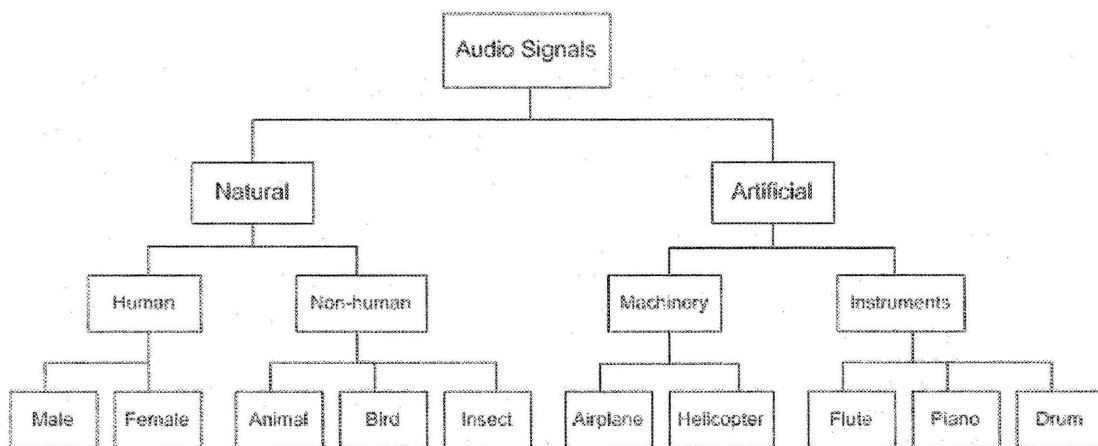 Audio Signals
Natural
Artificial
Human
Non-human
Machinery
Instruments
Male
Female
Animal
Bird
Insect
Airplane
Helicopter
Flute
Piano
Drum